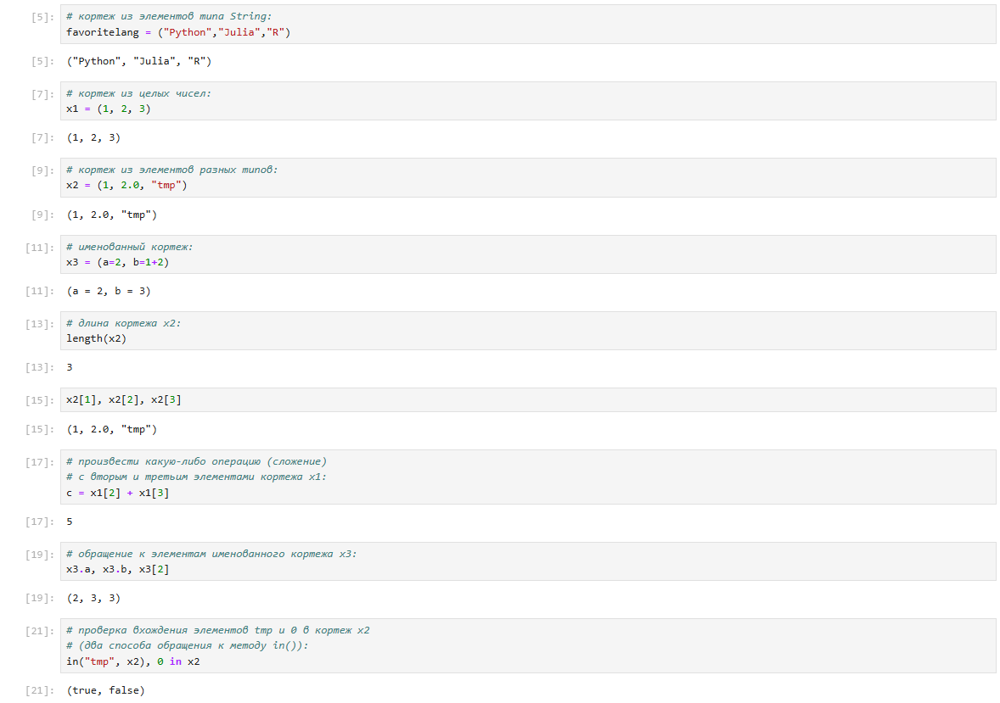 [5]: # кортеж из элементов типа String:
favoritelang = ("Python","Julia","R")
[5]: ("Python", "Julia", "R")
[7]: # кортеж из целых чисел:
x1 = (1, 2, 3)
[7]: (1, 2, 3)
[9]: # кортеж из элементов разных типов:
x2 = (1, 2.0, "tmp")
[9]: (1, 2.0, "tmp")
[11]: # именованный кортеж:
x3 = (a=2, b=1+2)
[11]: (a = 2, b = 3)
[13]: # длина кортежа x2:
length(x2)
[13]: 3
[15]: x2[1], x2[2], x2[3]
[15]: (1, 2.0, "tmp")
[17]: # произвести какую-либо операцию (сложение)
# с вторым и третьим элементами кортежа x1:
c = x1[2] + x1[3]
[17]: 5
[19]: # обращение к элементам именованного кортежа x3:
x3.a, x3.b, x3[2]
[19]: (2, 3, 3)
[21]: # проверка вхождения элементов tmp и 0 в кортеж x2
# (два способа обращения к методу in()):
in("tmp", x2), 0 in x2
[21]: (true, false)